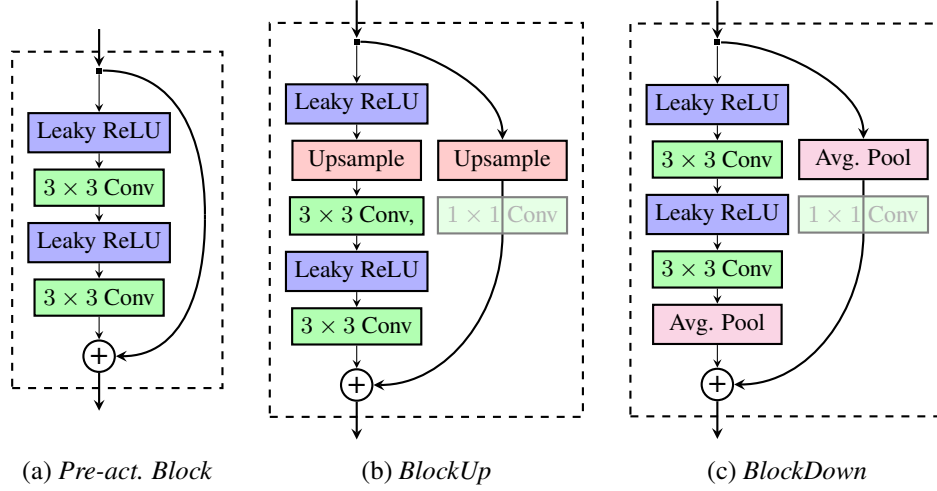 Leaky ReLU
3 × 3 Conv
Leaky ReLU
3 × 3 Conv
+
(a) Pre-act. Block
Leaky ReLU
Upsample
Upsample
3 × 3 Conv,
1 × 1 Conv
Leaky ReLU
3 × 3 Conv
+
(b) BlockUp
Leaky ReLU
3 × 3 Conv
Avg. Pool
Leaky ReLU
1 × 1 Conv
3 × 3 Conv
Avg. Pool
+
(c) BlockDown